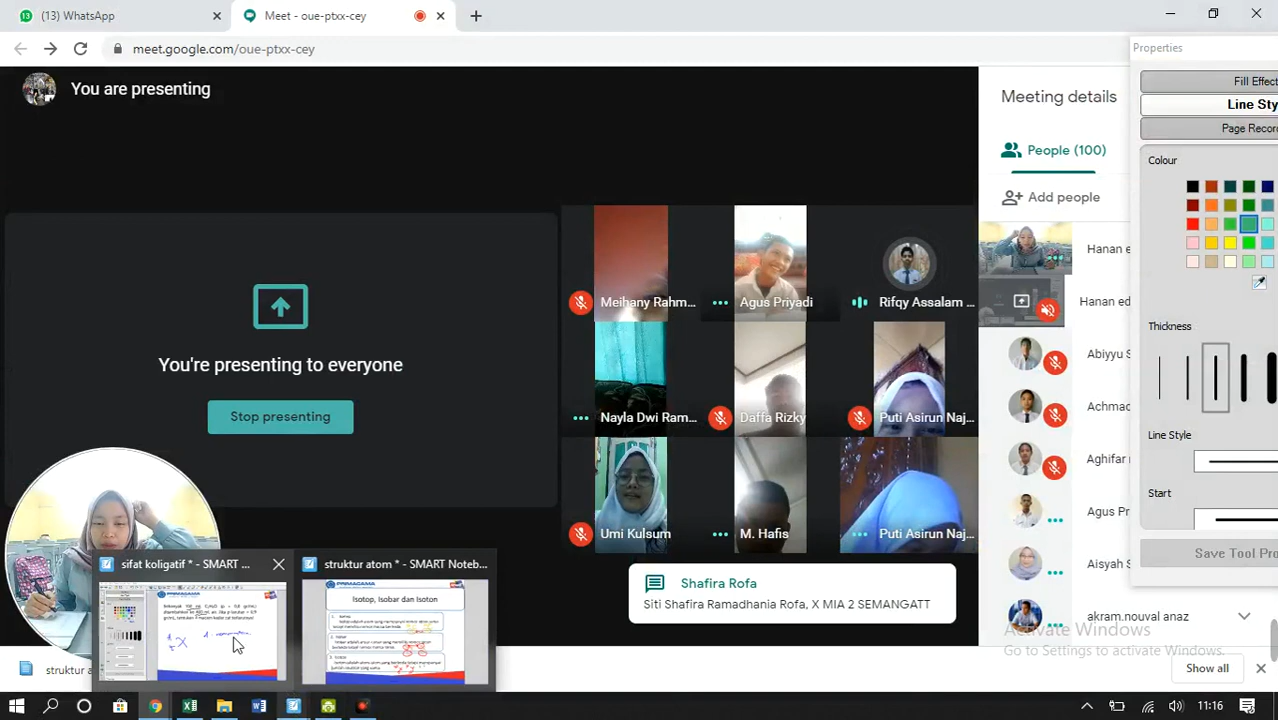 (13) WhatsApp
Meet - oue-ptxx-cey
meet.google.com/oue-ptxx-cey
You are presenting
You're presenting to everyone
Stop presenting
Meihany Rahm...
Agus Priyadi
Rifqy Assalam ...
Nayla Dwi Ram...
Daffa Rizky
Puti Asirun Naj...
Umi Kulsum
M. Hafis
Puti Asirun Naj...
Shafira Rofa
Siti Shafira Ramadhania Rofa, X MIA 2 SEMANGATT
Meeting details
People (100)
Add people
Hanan e
Hanan ed
Abiyyu S
Achmac
Aghifar
Agus Pr
Aisyah S
akram.nouval anaz
Properties
Fill Effect
Line Sty
Page Recor
Colour
Thickness
Line Style
Start
Save Tool Pro
Activate Windows
Go to Settings to activate Windows.
sifat koligatif * - SMART ...
struktur atom * - SMART Noteb...
PRIMAGAMA
Isotop, Isobar dan Isoton
struktur a
Show all
11:16